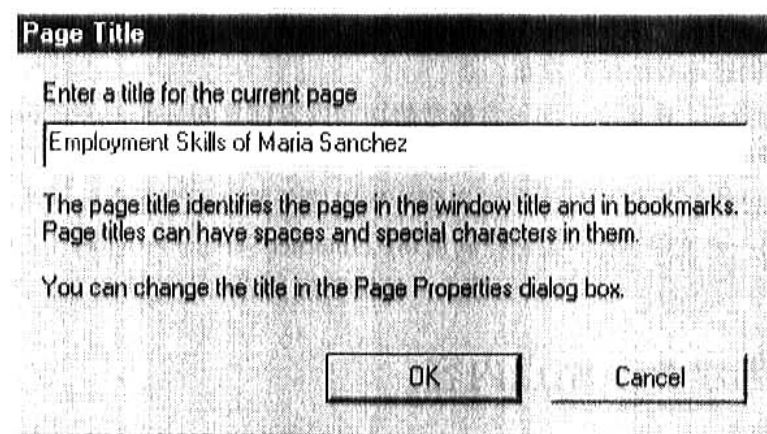 Page Title
Enter a title for the current page
Employment Skills of Maria Sanchez
The page title identifies the page in the window title and in bookmarks.
Page titles can have spaces and special characters in them.
You can change the title in the Page Properties dialog box.
OK
Cancel